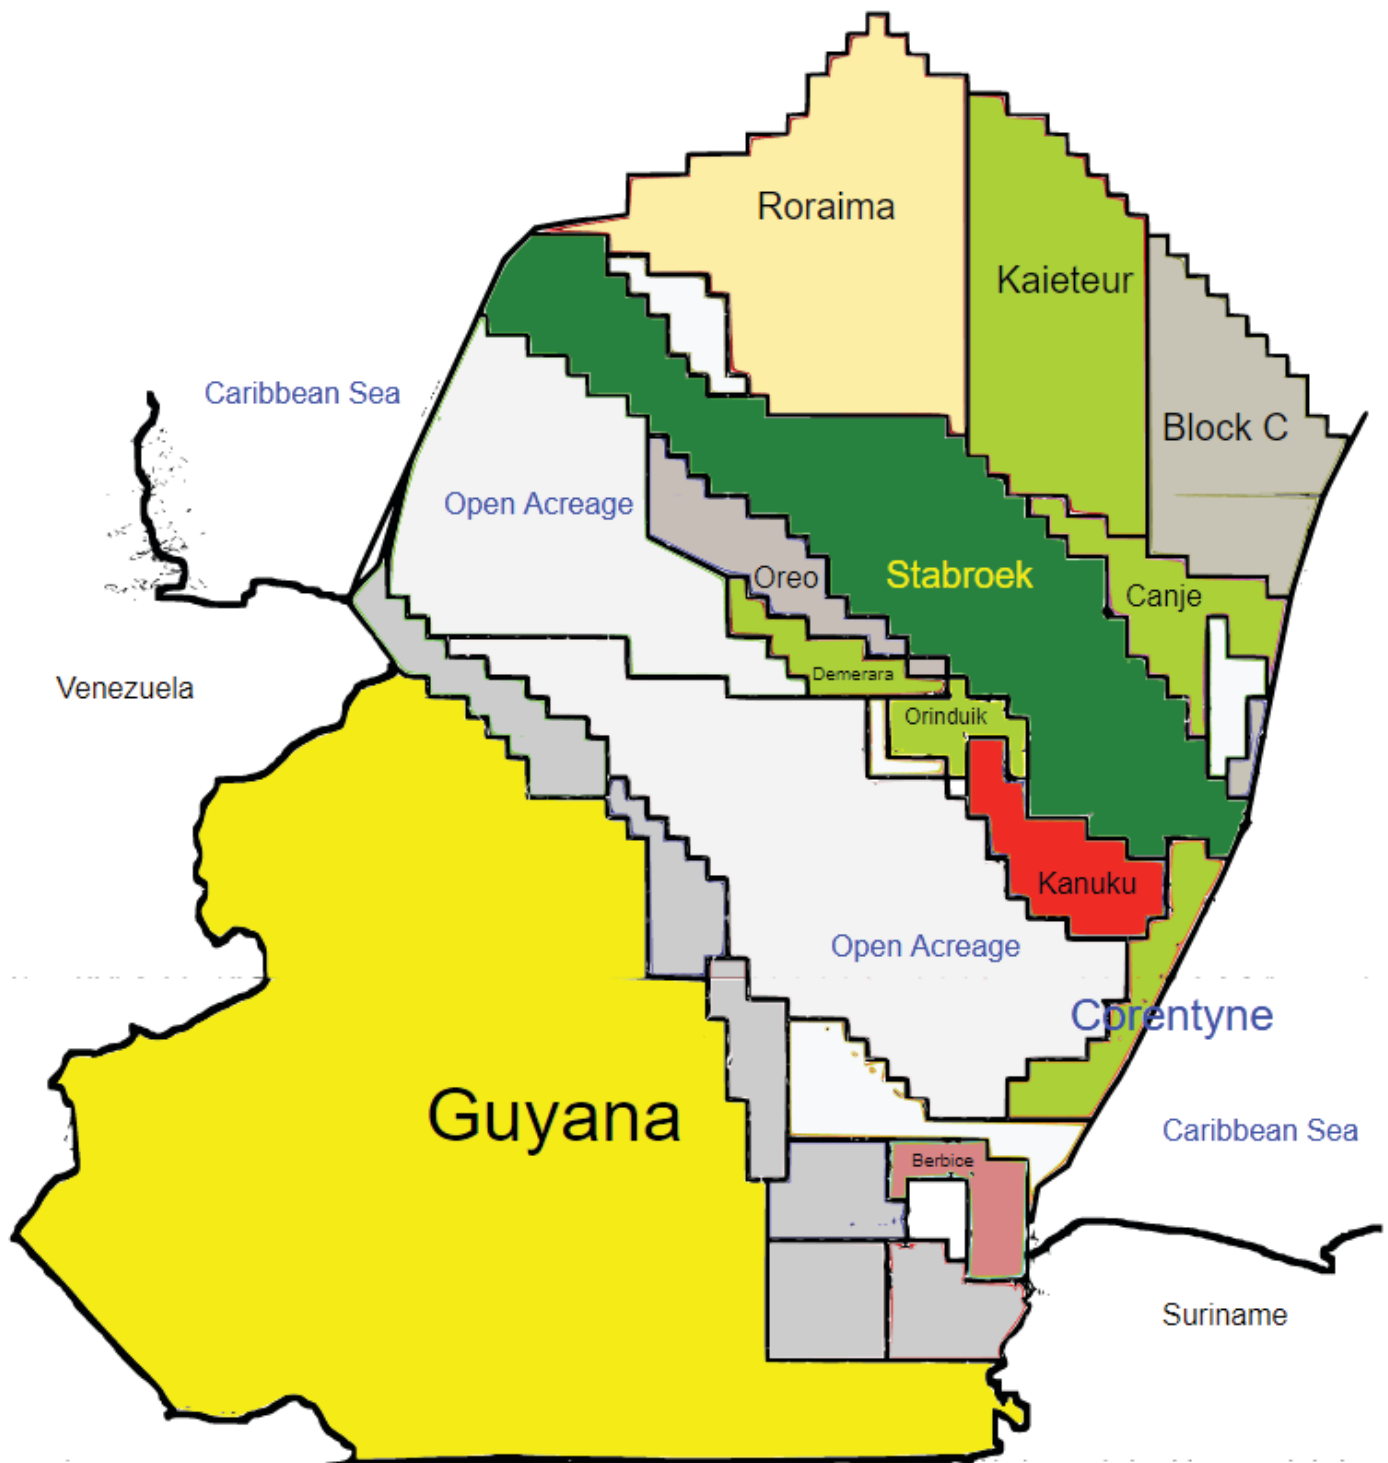 Roraima
Kaieteur
Caribbean Sea
Block C
Open Acreage
Stabroek
Oreo
Canje
Demerara
Venezuela
Orinduik
Kanuku
Open Acreage
Corentyne
Guyana
Caribbean Sea
Berbice
Suriname